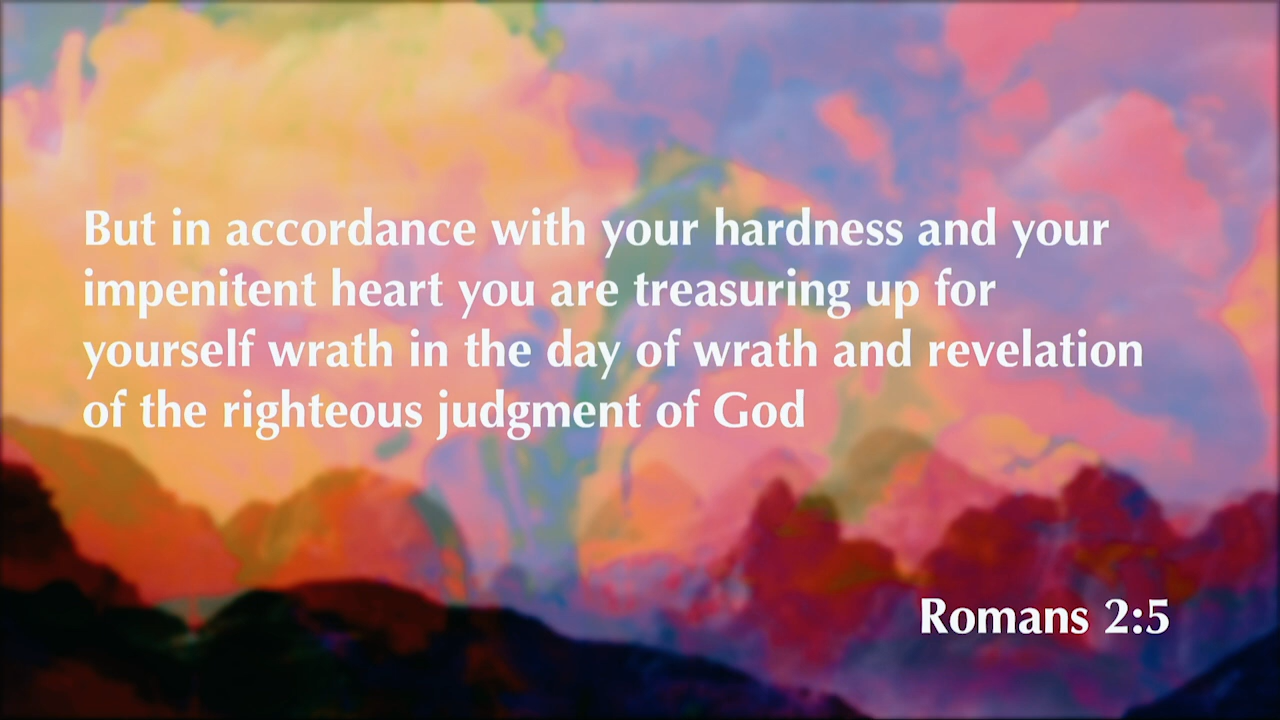 But in accordance with your hardness and your
impenitent heart you are treasuring up for
yourself wrath in the day of wrath and revelation
of the righteous judgment of God
Romans 2:5